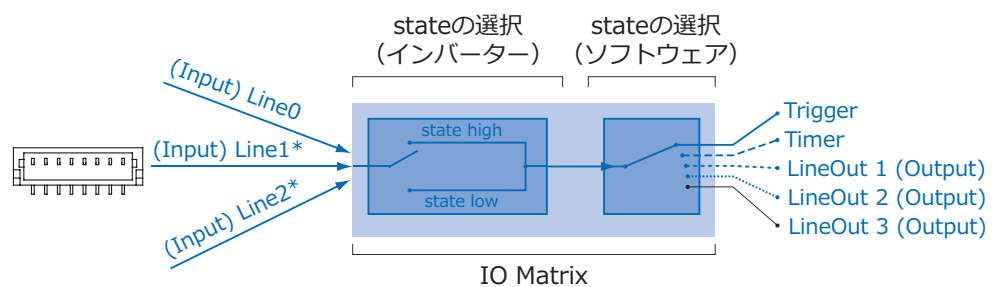 stateの選択
（インバーター）
stateの選択
（ソフトウェア）
(Input) Line0
(Input) Line1*
(Input) Line2*
state high
state low
Trigger
Timer
LineOut 1 (Output)
LineOut 2 (Output)
LineOut 3 (Output)
IO Matrix